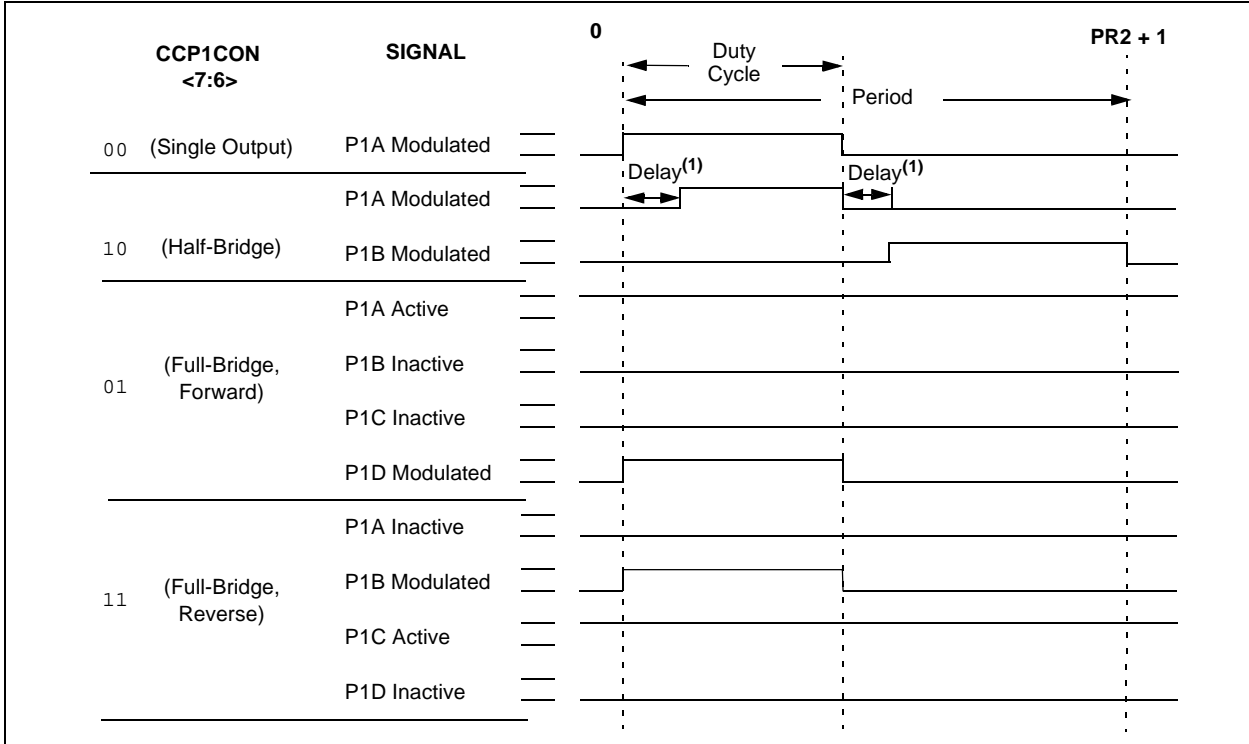 CCP1CON
<7:6>
SIGNAL
0
PR2 + 1
Duty
Cycle
Period
00 (Single Output) P1A Modulated
Delay(1)
Delay(1)
P1A Modulated
10 (Half-Bridge) P1B Modulated
P1A Active
01 (Full-Bridge,
Forward)
P1B Inactive
P1C Inactive
P1D Modulated
P1A Inactive
11 (Full-Bridge,
Reverse)
P1B Modulated
P1C Active
P1D Inactive